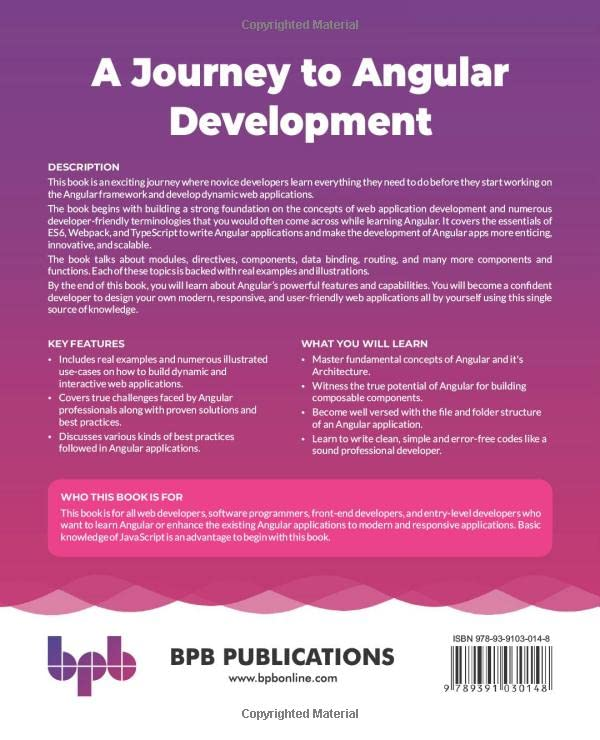 Copyrighted Material
A Journey to Angular
Development
DESCRIPTION
This book is an exciting journey where novice developers learn everything they need to do before they start working on
the Angular framework and develop dynamic web applications.
The book begins with building a strong foundation on the concepts of web application development and numerous
developer-friendly terminologies that you would often come across while learning Angular. It covers the essentials of
ES6, Webpack, and TypeScript to write Angular applications and make the development of Angular apps more enticing,
innovative, and scalable.
The book talks about modules, directives, components, data binding, routing, and many more components and
functions. Each of these topics is backed with real examples and illustrations.
By the end of this book, you will learn about Angular's powerful features and capabilities. You will become a confident
developer to design your own modern, responsive, and user-friendly web applications all by yourself using this single
source of knowledge.
KEY FEATURES
• Includes real examples and numerous illustrated
use-cases on how to build dynamic and
interactive web applications.
• Covers true challenges faced by Angular
professionals along with proven solutions and
best practices.
• Discusses various kinds of best practices
followed in Angular applications.
WHAT YOU WILL LEARN
• Master fundamental concepts of Angular and it's
Architecture.
• Witness the true potential of Angular for building
composable components.
• Become well versed with the file and folder structure
of an Angular application.
• Learn to write clean, simple and error-free codes like a
sound professional developer.
WHO THIS BOOK IS FOR
This book is for all web developers, software programmers, front-end developers, and entry-level developers who
want to learn Angular or enhance the existing Angular applications to modern and responsive applications. Basic
knowledge of JavaScript is an advantage to begin with this book.
bpb
BPB PUBLICATIONS
www.bpbonline.com
ISBN 978-93-9103-014-8
9 789391 030148
Copyrighted Material